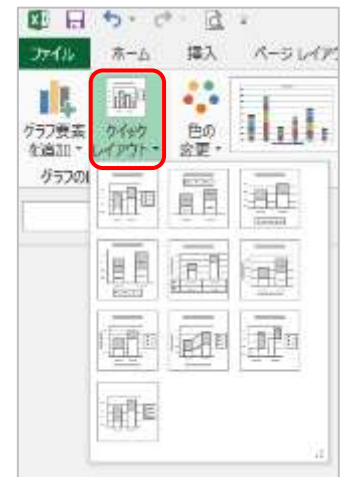 ファイル ホーム 挿入 ページ レイアウ
グラフ要素
を追加
クイック
レイアウト
色の
変更
グラフの